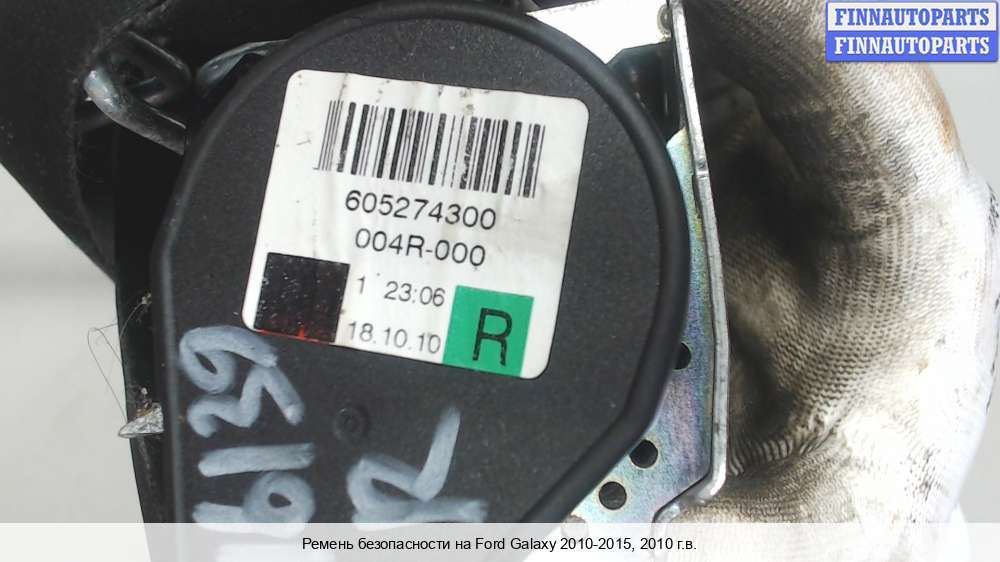 FINNAUTOPARTS
FINNAUTOPARTS
605274300
004R-000
1 23:06
18.10.10
R
Ремень безопасности на Ford Galaxy 2010-2015, 2010 г.в.